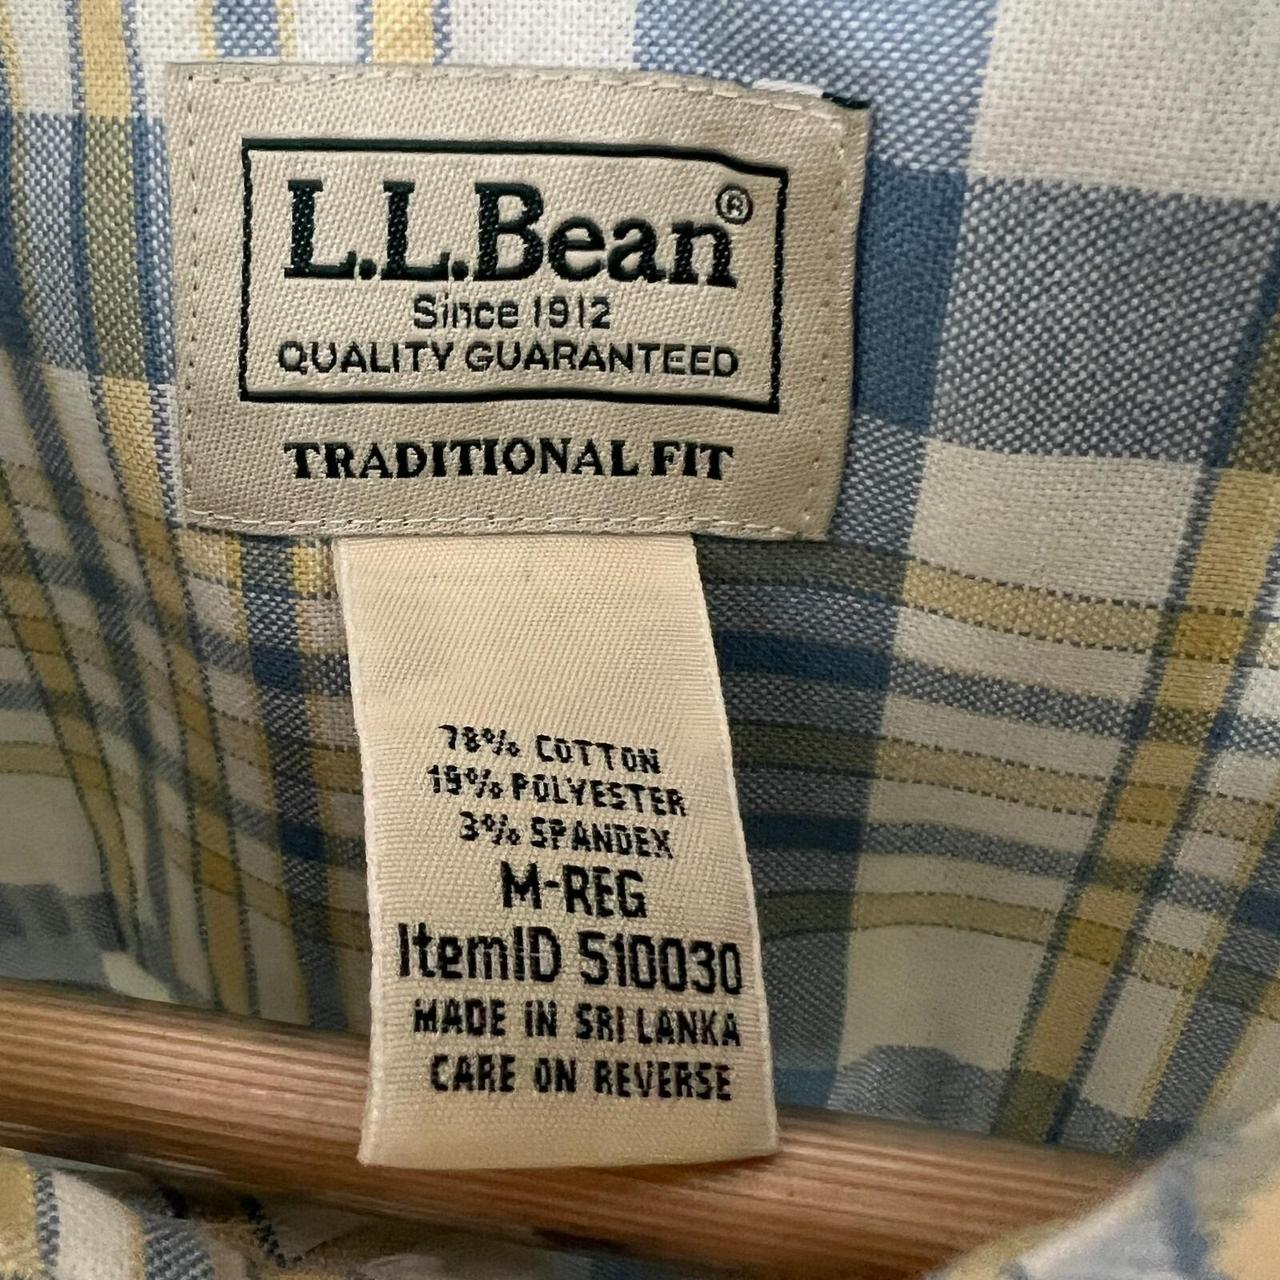 L.L.Bean®
Since 1912
QUALITY GUARANTEED
TRADITIONAL FIT
78% COTTON
19% POLYESTER
3% SPANDEX
M-REG
ItemID 510030
MADE IN SRI LANKA
CARE ON REVERSE